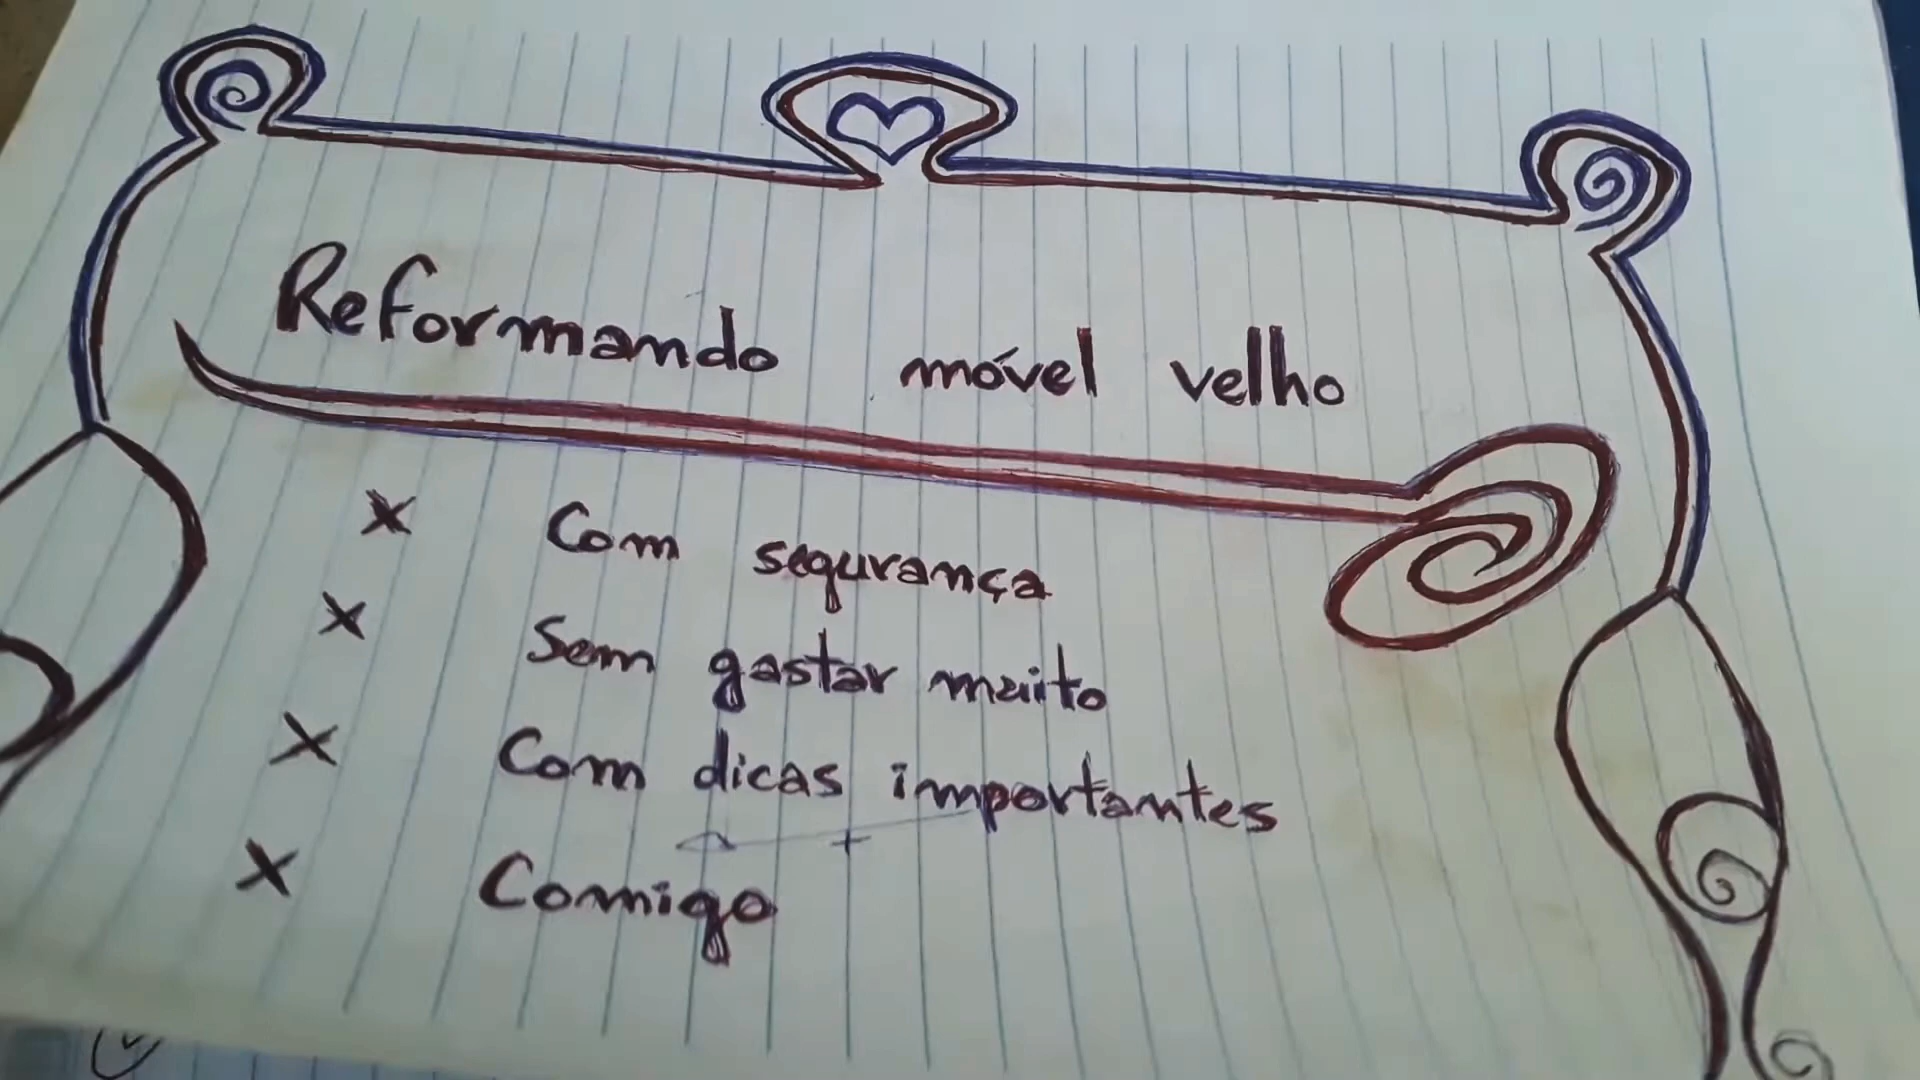 Reformando móvel velho
x Com segurança
x Sem gastar muito
x Com dicas importantes
x Comigo